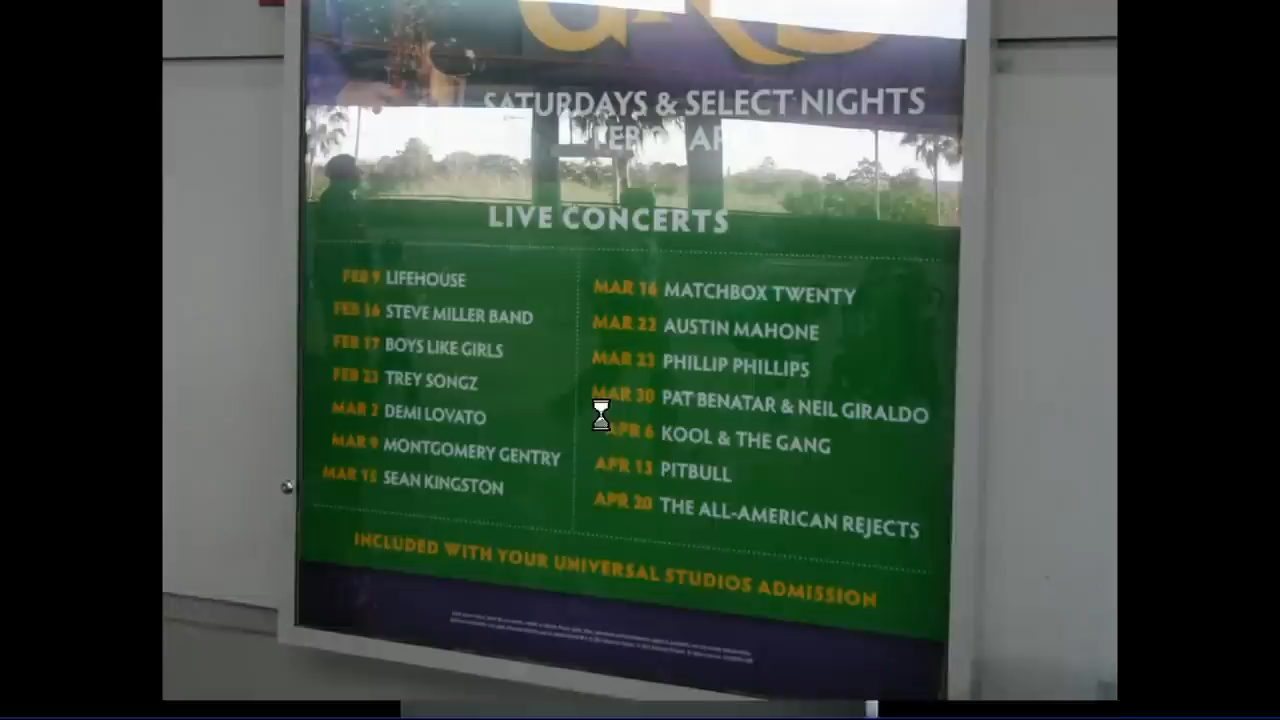 SATURDAYS & SELECT NIGHTS
LIVE CONCERTS
FEB 9 LIFEHOUSE
FEB 16 STEVE MILLER BAND
FEB 17 BOYS LIKE GIRLS
FEB 23 TREY SONGZ
MAR 2 DEMI LOVATO
MAR 9 MONTGOMERY GENTRY
MAR 15 SEAN KINGSTON
MAR 16 MATCHBOX TWENTY
MAR 22 AUSTIN MAHONE
MAR 23 PHILLIP PHILLIPS
MAR 30 PAT BENATAR & NEIL GIRALDO
APR 6 KOOL & THE GANG
APR 13 PITBULL
APR 20 THE ALL-AMERICAN REJECTS
INCLUDED WITH YOUR UNIVERSAL STUDIOS ADMISSION